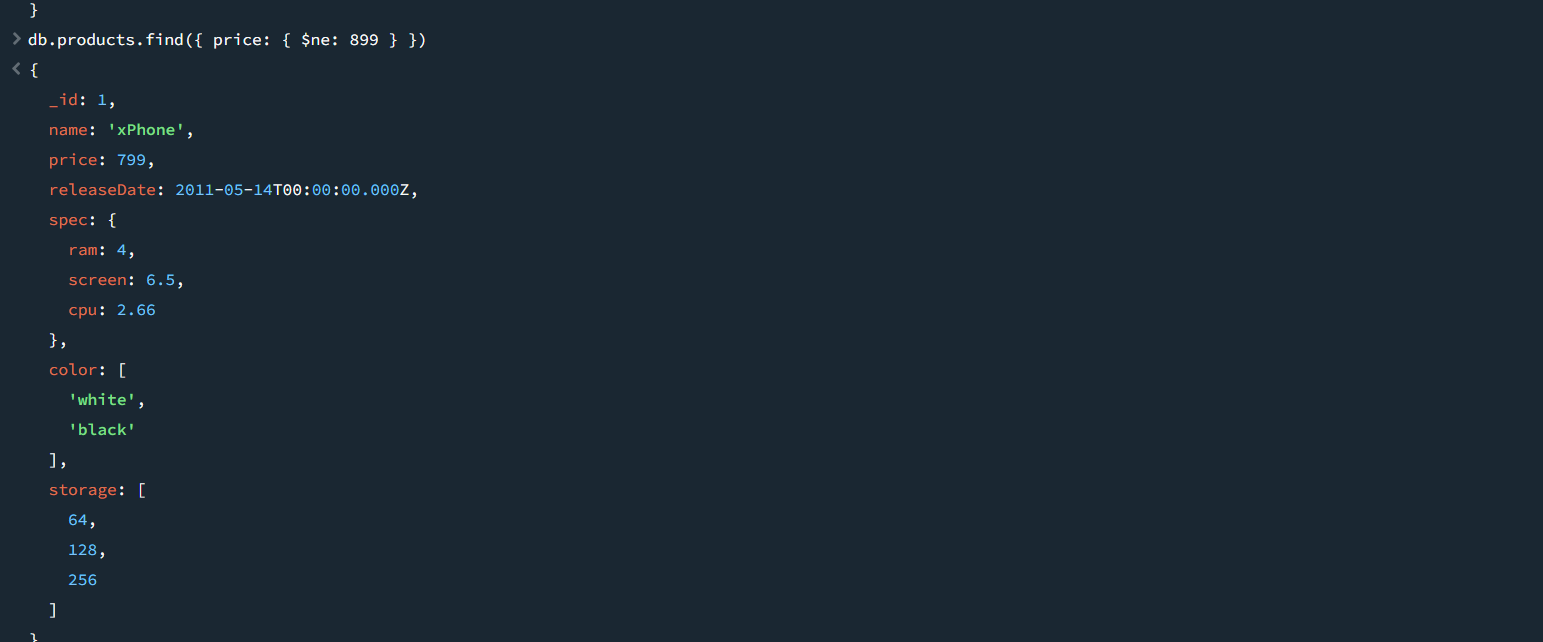 }
> db.products.find({ price: { $ne: 899 } })
< {
_id: 1,
name: 'xPhone',
price: 799,
releaseDate: 2011-05-14T00:00:00.000Z,
spec: {
ram: 4,
screen: 6.5,
cpu: 2.66
},
color: [
'white',
'black'
],
storage: [
64,
128,
256
]
}